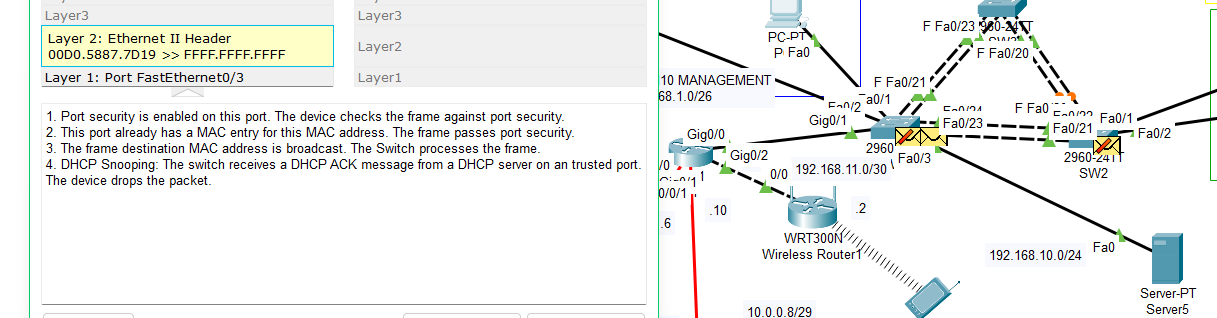 Layer3
Layer 2: Ethernet II Header
00D0.5887.7D19 >> FFFF.FFFF.FFFF
Layer 1: Port FastEthernet0/3
Layer3
Layer2
Layer1
1. Port security is enabled on this port. The device checks the frame against port security.
2. This port already has a MAC entry for this MAC address. The frame passes port security.
3. The frame destination MAC address is broadcast. The Switch processes the frame.
4. DHCP Snooping: The switch receives a DHCP ACK message from a DHCP server on an trusted port.
The device drops the packet.
PC-PT
P Fa0
F Fa0/23
960-24TT
F Fa0/20
10 MANAGEMENT
68.1.0/26
F Fa0/21
a0/1
Fa0/2
Gig0/1
Fa0/24
Fa0/23
F Fa0
Fa0/21
Fa0/1
Fa0/2
Gig0/0
Gig0/2
2960
Fa0/3
2960-24TT
SW2
/0
0/0/1
192.168.11.0/30
0/0
.10
.6
.2
WRT300N
Wireless Router1
192.168.10.0/24
Fa0
Server-PT
Server5
10.0.0.8/29